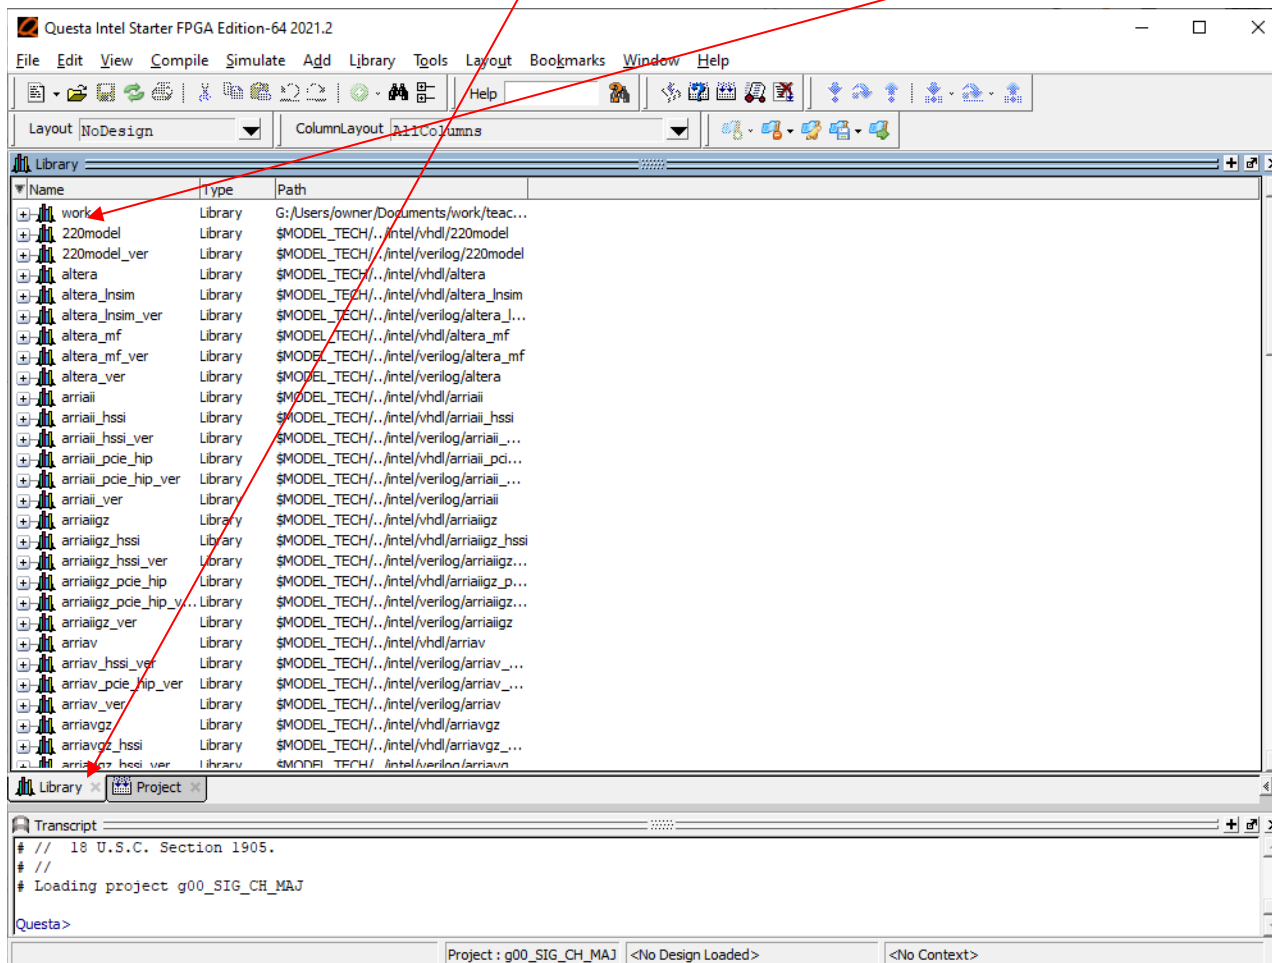 Questa Intel Starter FPGA Edition-64 2021.2
File Edit View Compile Simulate Add Library Tools Layout Bookmarks Window Help
Help
Layout NoDesign ColumnLayout AllColumns
Library
Name Type Path
work Library G:/Users/owner/Documents/work/teac...
220model Library $MODEL_TECH/../intel/vhdl/220model
220model_ver Library $MODEL_TECH/../intel/verilog/220model
altera Library $MODEL_TECH/../intel/vhdl/altera
altera_lnsim Library $MODEL_TECH/../intel/vhdl/altera_lnsim
altera_lnsim_ver Library $MODEL_TECH/../intel/verilog/altera_l...
altera_mf Library $MODEL_TECH/../intel/vhdl/altera_mf
altera_mf_ver Library $MODEL_TECH/../intel/verilog/altera_mf
altera_ver Library $MODEL_TECH/../intel/verilog/altera
arriaii Library $MODEL_TECH/../intel/vhdl/arriaii
arriaii_hssi Library $MODEL_TECH/../intel/vhdl/arriaii_hssi
arriaii_hssi_ver Library $MODEL_TECH/../intel/verilog/arriaii_...
arriaii_pcie_hip Library $MODEL_TECH/../intel/vhdl/arriaii_pci...
arriaii_pcie_hip_ver Library $MODEL_TECH/../intel/verilog/arriaii_...
arriaii_ver Library $MODEL_TECH/../intel/verilog/arriaii
arriaiigz Library $MODEL_TECH/../intel/vhdl/arriaiigz
arriaiigz_hssi Library $MODEL_TECH/../intel/vhdl/arriaiigz_hssi
arriaiigz_hssi_ver Library $MODEL_TECH/../intel/verilog/arriaiigz...
arriaiigz_pcie_hip Library $MODEL_TECH/../intel/vhdl/arriaiigz_p...
arriaiigz_pcie_hip_v... Library $MODEL_TECH/../intel/verilog/arriaiigz...
arriaiigz_ver Library $MODEL_TECH/../intel/verilog/arriaiigz
arriav Library $MODEL_TECH/../intel/vhdl/arriav
arriav_hssi_ver Library $MODEL_TECH/../intel/verilog/arriav_...
arriav_pcie_hip_ver Library $MODEL_TECH/../intel/verilog/arriav_...
arriav_ver Library $MODEL_TECH/../intel/verilog/arriav
arriavgz Library $MODEL_TECH/../intel/vhdl/arriavgz
arriavgz_hssi Library $MODEL_TECH/../intel/vhdl/arriavgz_...
arriavgz_hssi_ver Library $MODEL_TECH/../intel/verilog/arriavg
Library Project
Transcript
# // 18 U.S.C. Section 1905.
# //
# Loading project g00_SIG_CH_MAJ
Questa>
Project : g00_SIG_CH_MAJ <No Design Loaded> <No Context>